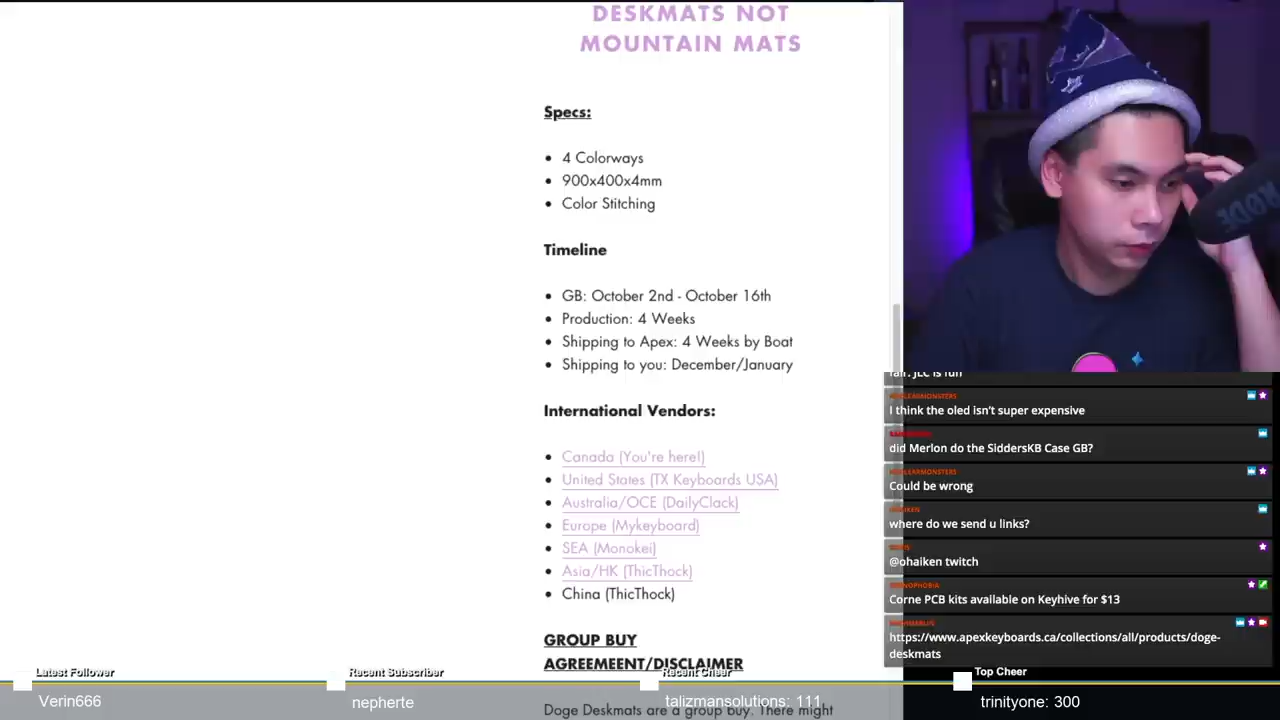 DESKMATS NOT
MOUNTAIN MATS
Specs:
4 Colorways
900x400x4mm
Color Stitching
Timeline
GB: October 2nd - October 16th
Production: 4 Weeks
Shipping to Apex: 4 Weeks by Boat
Shipping to you: December/January
International Vendors:
Canada (You're here!)
United States (TX Keyboards USA)
Australia/OCE (DailyClack)
Europe (Mykeyboard)
SEA (Monokei)
Asia/HK (ThicThock)
China (ThicThock)
GROUP BUY
AGREEMEENT/DISCLAIMER
Doge Deskmats are a group buy. There might
RODE
fair. JLC is fun
I think the oled isn't super expensive
did Merlon do the SiddersKB Case GB?
Could be wrong
where do we send u links?
@ohaiken twitch
Corne PCB kits available on Keyhive for $13
https://www.apexkeyboards.ca/collections/all/products/doge-
deskmats
Latest Follower
Verin666
Recent Subscriber
nepherte
Recent Cheer
talizmansolutions: 111
Top Cheer
trinityone: 300